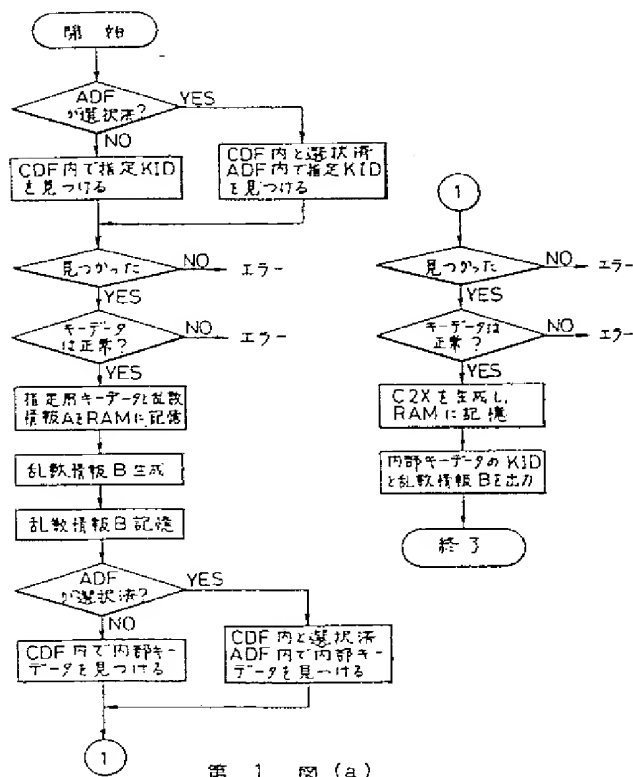 開始
ADF
が選択済?
YES
NO
CDF内で指定KID
を見つける
CDF内と選択済
ADF内で指定KID
を見つける
見つかった
NO
エラー
YES
キーデータ
は正常?
NO
エラー
YES
指定用キーデータと乱数
情報AをRAMに記憶
乱数情報B生成
乱数情報B記憶
ADF
が選択済?
YES
NO
CDF内で内部キー
データを見つける
CDF内と選択済
ADF内で内部キー
データを見つける
1
1
見つかった
NO
エラー
YES
キーデータは
正常?
NO
エラー
YES
C2Xを生成し,
RAMに記憶
内部キーデータのKID
と乱数情報Bを出力
終了
第1図(a)